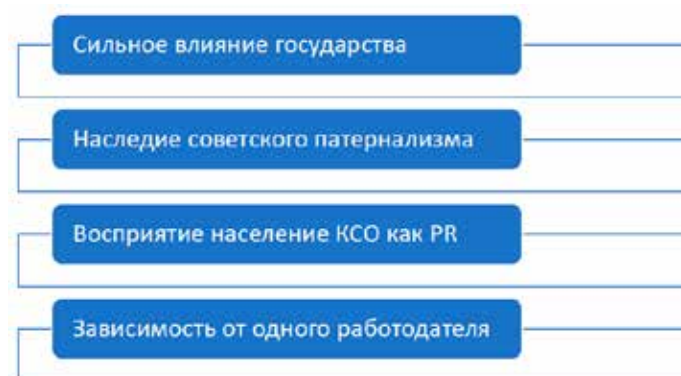 Сильное влияние государства
Наследие советского патернализма
Восприятие население КСО как PR
Зависимость от одного работодателя